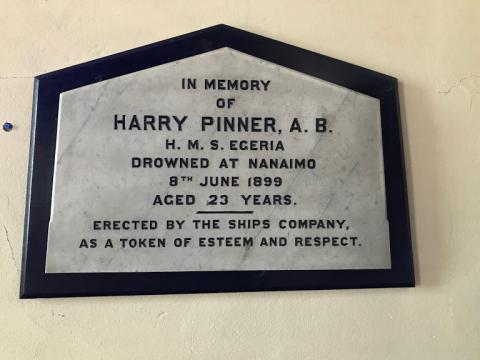 IN MEMORY
OF
HARRY PINNER, A. B.
H. M. S. EGERIA
DROWNED AT NANAIMO
8TH JUNE 1899
AGED 23 YEARS.
ERECTED BY THE SHIPS COMPANY,
AS A TOKEN OF ESTEEM AND RESPECT.